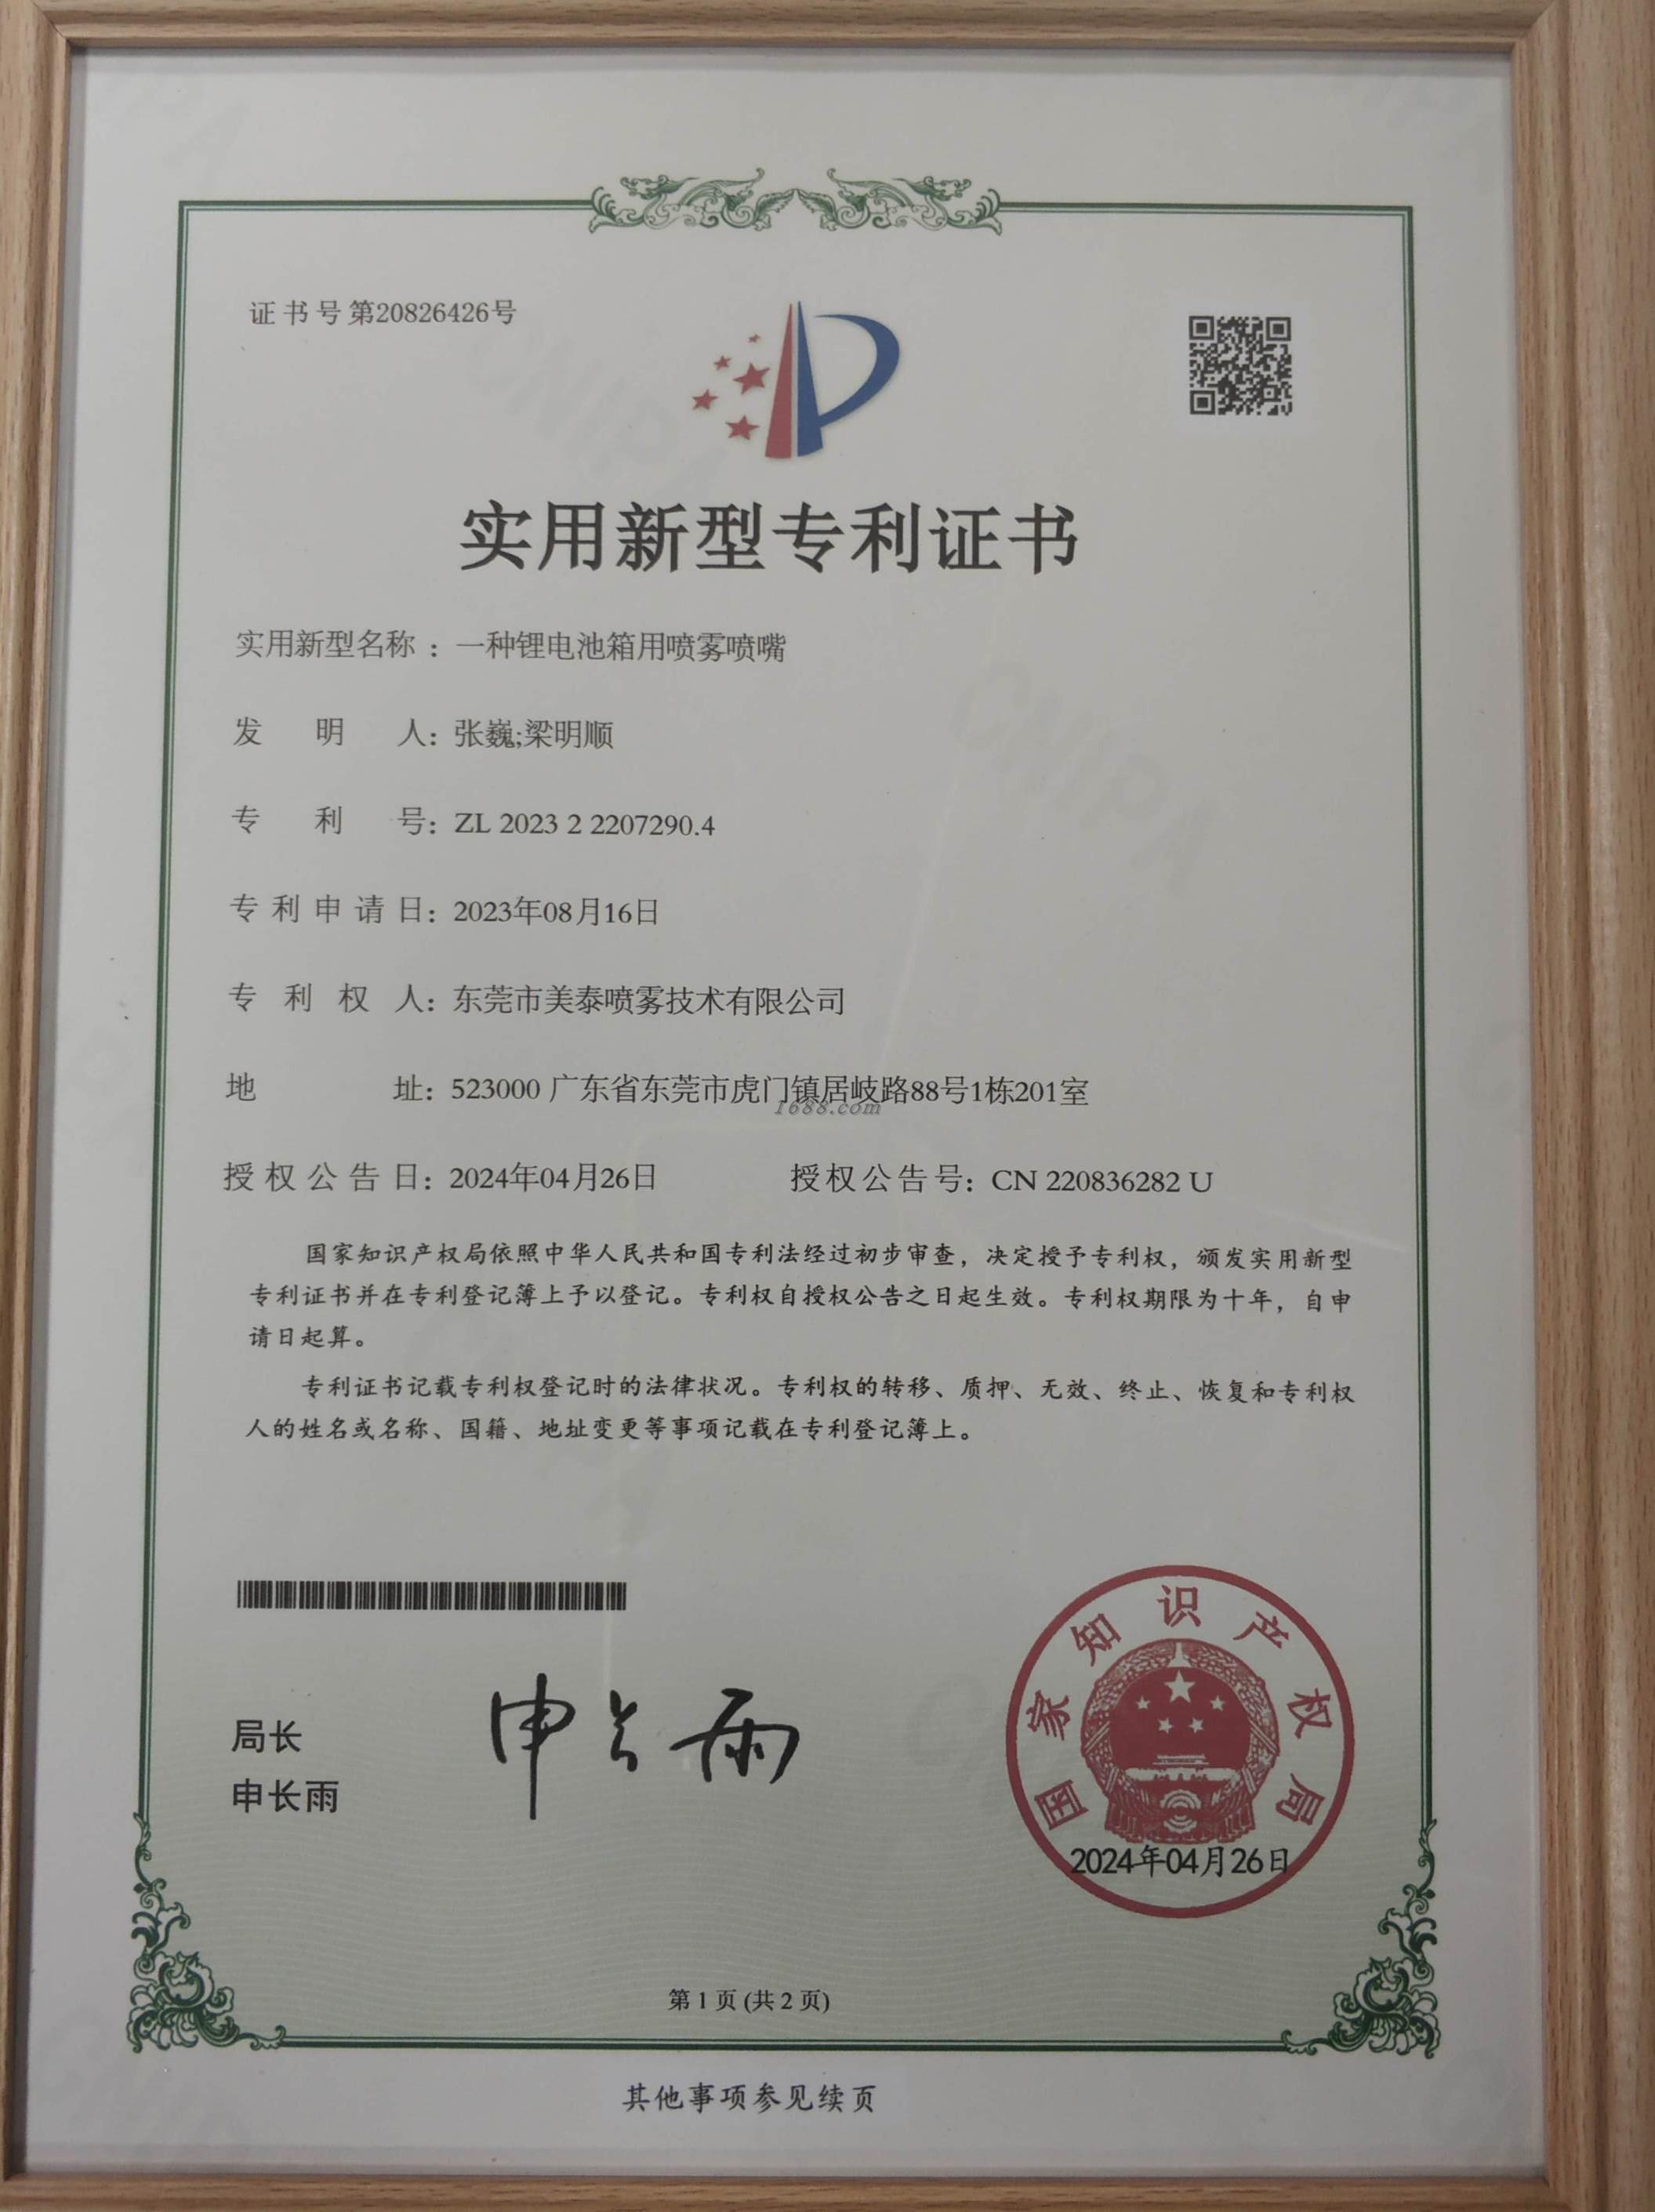 证书号第20826426号
实用新型专利证书
实用新型名称：一种锂电池箱用喷雾喷嘴
发明人：张巍;梁明顺
专利号：ZL 2023 2 2207290.4
专利申请日：2023年08月16日
专利权人：东莞市美泰喷雾技术有限公司
地址：523000 广东省东莞市虎门镇居岐路88号1栋201室
1688.com
授权公告日：2024年04月26日 授权公告号：CN 220836282 U
国家知识产权局依照中华人民共和国专利法经过初步审查，决定授予专利权，颁发实用新型
专利证书并在专利登记簿上予以登记。专利权自授权公告之日起生效。专利权期限为十年，自申
请日起算。
专利证书记载专利权登记时的法律状况。专利权的转移、质押、无效、终止、恢复和专利权
人的姓名或名称、国籍、地址变更等事项记载在专利登记簿上。
局长
申长雨
申长雨
国家知识产权局
2024年04月26日
第 1 页 (共 2 页)
其他事项参见续页
CNIPA